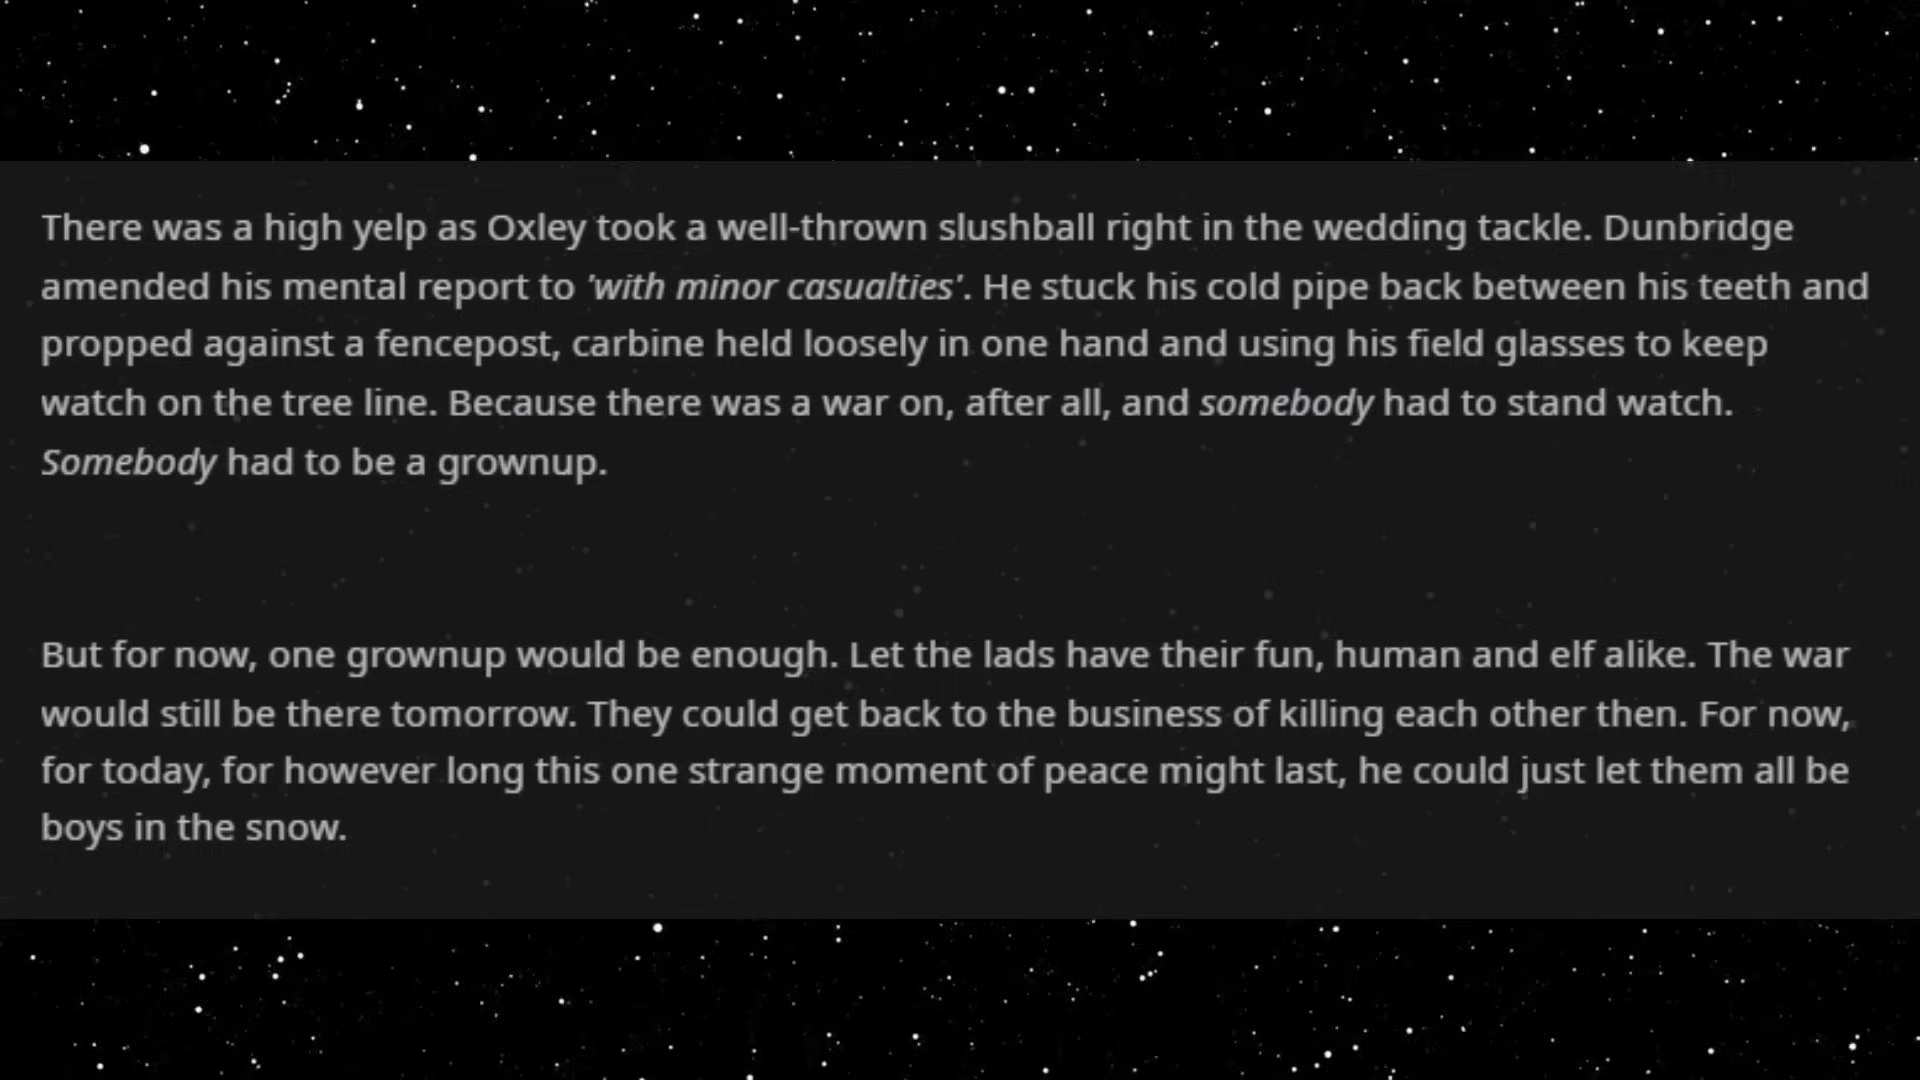 There was a high yelp as Oxley took a well-thrown slushball right in the wedding tackle. Dunbridge
amended his mental report to 'with minor casualties'. He stuck his cold pipe back between his teeth and
propped against a fencepost, carbine held loosely in one hand and using his field glasses to keep
watch on the tree line. Because there was a war on, after all, and somebody had to stand watch.
Somebody had to be a grownup.
But for now, one grownup would be enough. Let the lads have their fun, human and elf alike. The war
would still be there tomorrow. They could get back to the business of killing each other then. For now,
for today, for however long this one strange moment of peace might last, he could just let them all be
boys in the snow.